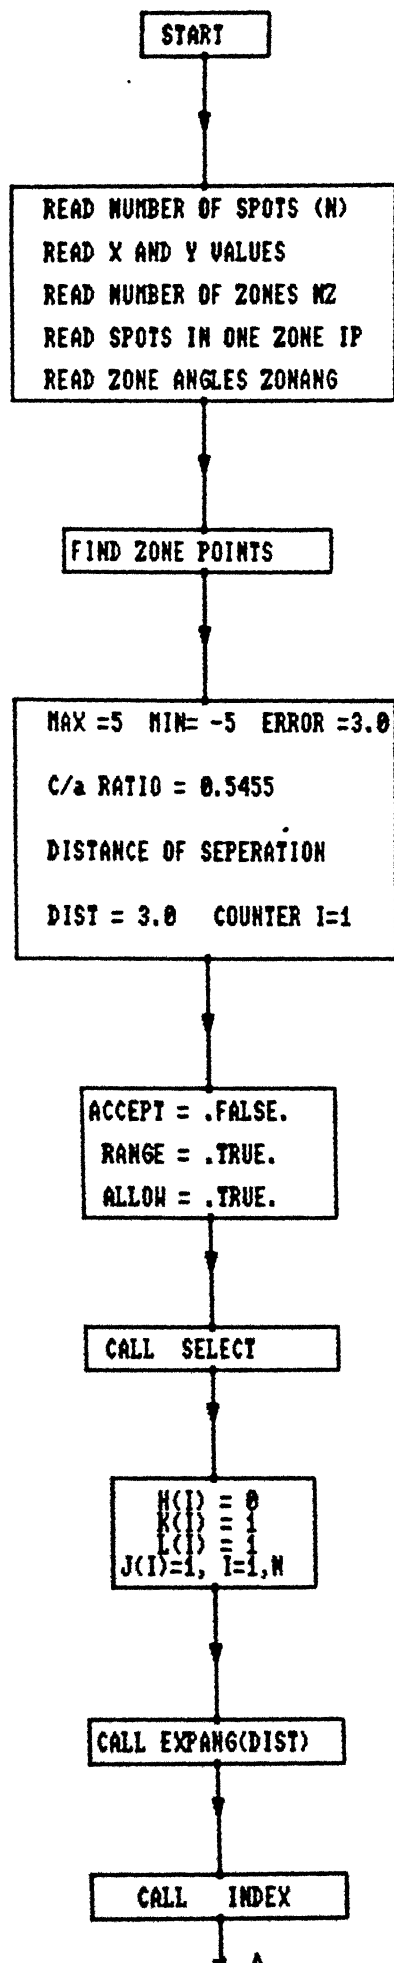 START
READ NUMBER OF SPOTS (N)
READ X AND Y VALUES
READ NUMBER OF ZONES NZ
READ SPOTS IN ONE ZONE IP
READ ZONE ANGLES ZONANG
FIND ZONE POINTS
MAX =5 MIN= -5 ERROR =3.0
C/a RATIO = 0.5455
DISTANCE OF SEPERATION
DIST = 3.0 COUNTER I=1
ACCEPT = .FALSE.
RANGE = .TRUE.
ALLOW = .TRUE.
CALL SELECT
H(I) = 0
K(I) = 1
L(I) = 1
J(I)=1, I=1,N
CALL EXPANG(DIST)
CALL INDEX
A